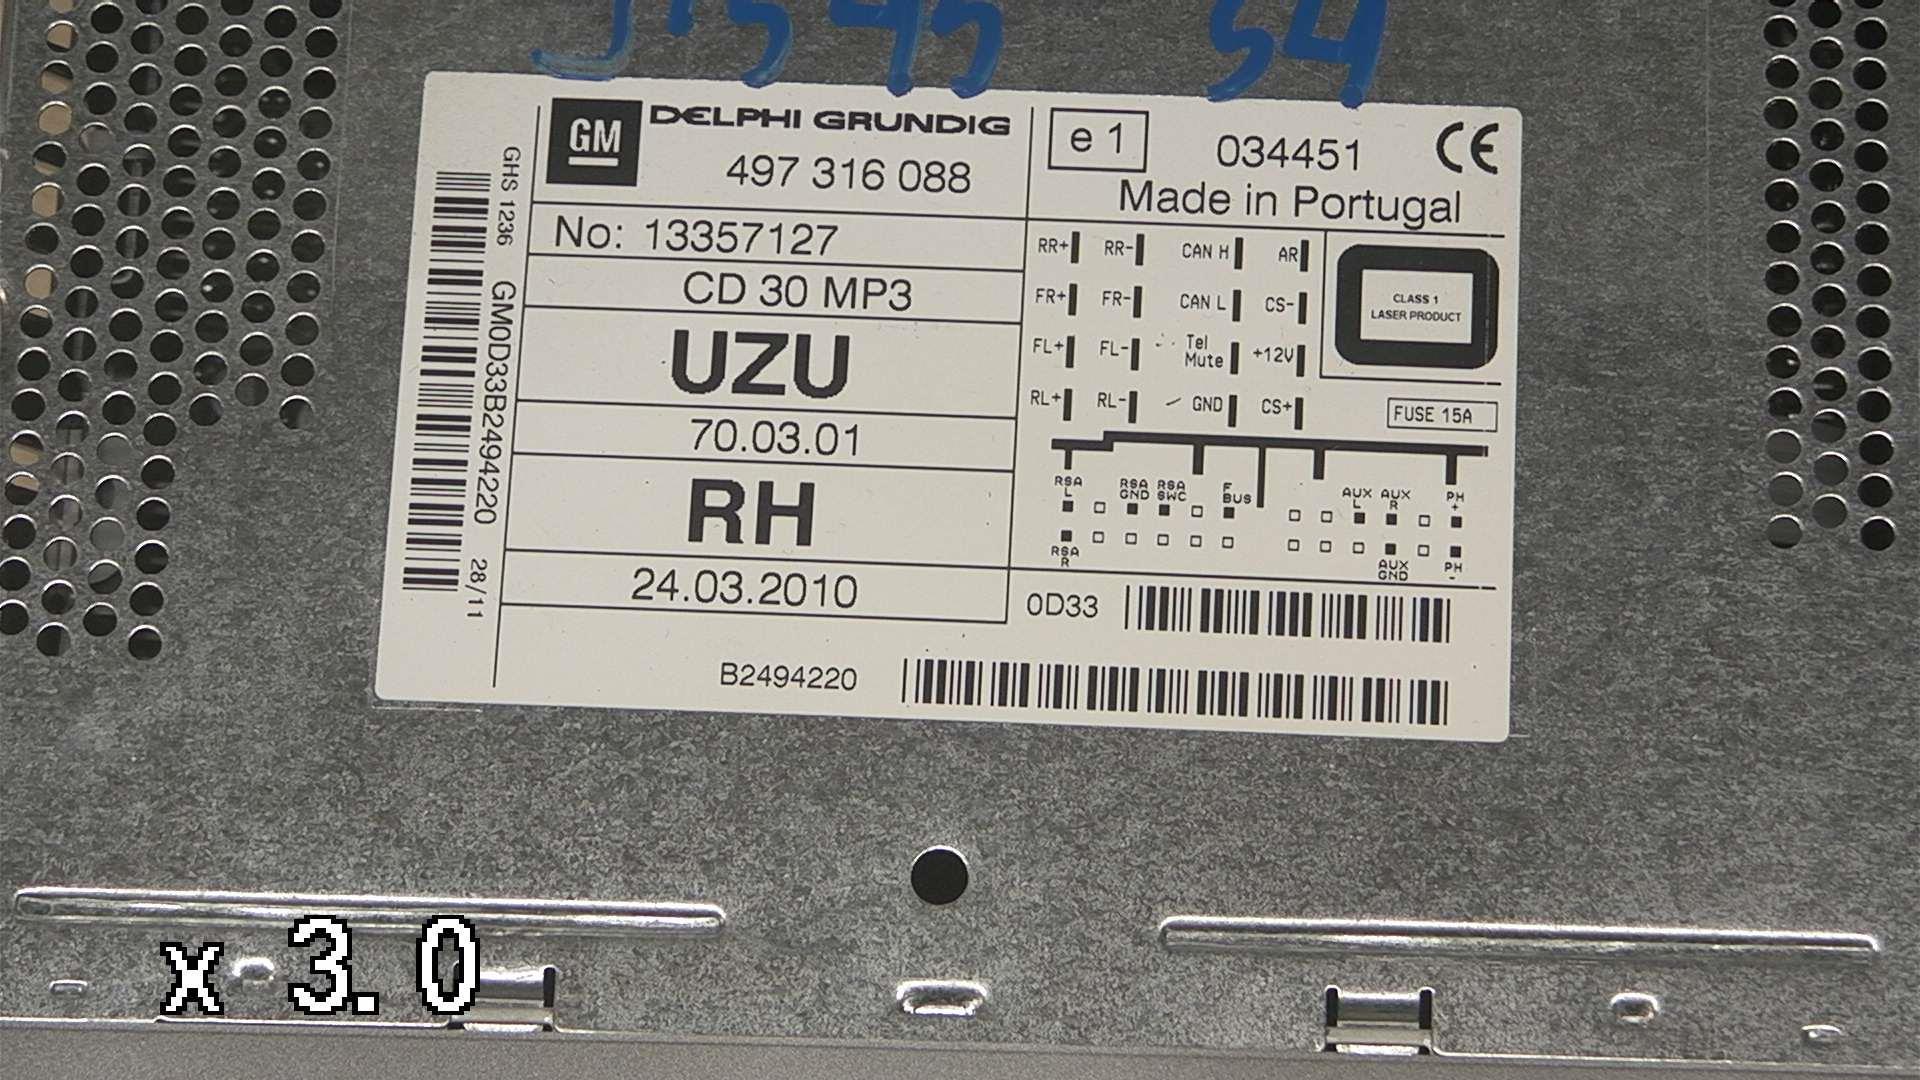 54
GM DELPHI GRUNDIG
497 316 088
e1 034451 CE
Made in Portugal
No: 13357127
CD 30 MP3
UZU
70.03.01
RH
24.03.2010
GHS 1236 GM0D33B2494220 28/11
RR+ RR- CAN H AR
FR+ FR- CAN L CS-
FL+ FL- Tel Mute +12V
RL+ RL- GND CS+
CLASS 1
LASER PRODUCT
FUSE 15A
RSA L RSA GND RSA SWC F BUS AUX L AUX R PH +
RSA R AUX GND PH -
0D33
B2494220
x 3.0